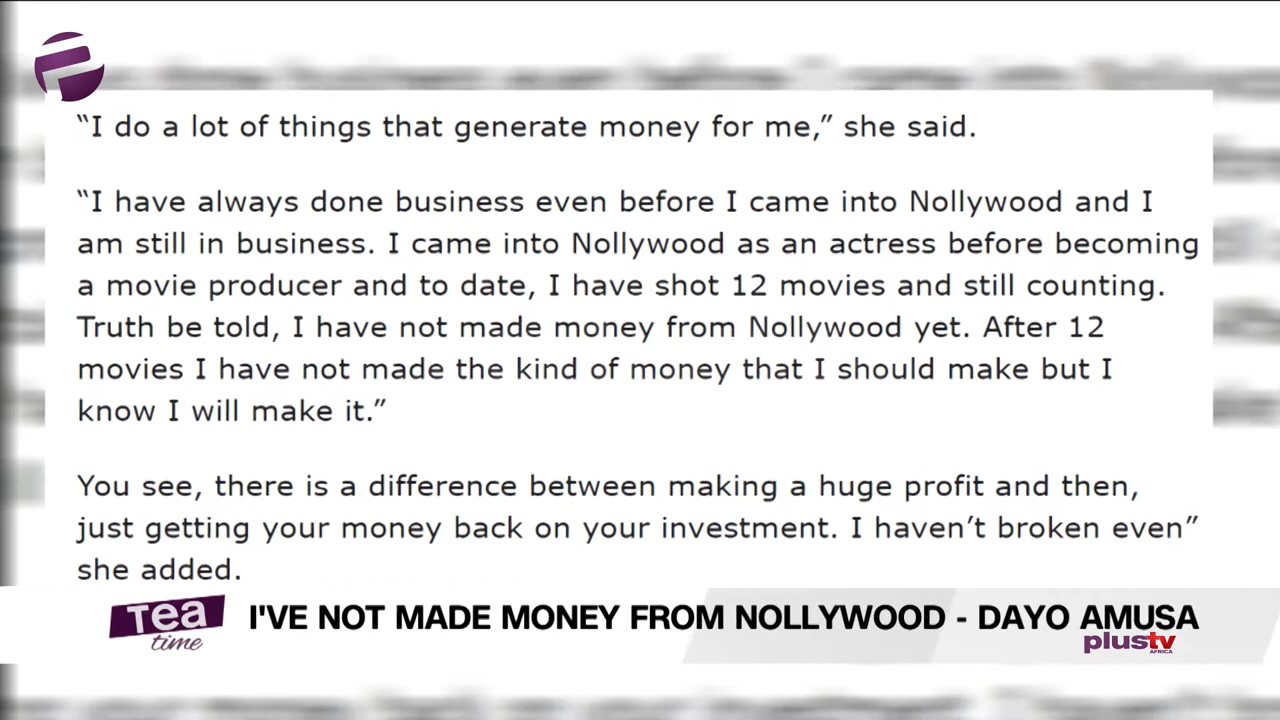 “I do a lot of things that generate money for me,” she said.
“I have always done business even before I came into Nollywood and I
am still in business. I came into Nollywood as an actress before becoming
a movie producer and to date, I have shot 12 movies and still counting.
Truth be told, I have not made money from Nollywood yet. After 12
movies I have not made the kind of money that I should make but I
know I will make it.”
You see, there is a difference between making a huge profit and then,
just getting your money back on your investment. I haven’t broken even”
she added.
Tea
time
I'VE NOT MADE MONEY FROM NOLLYWOOD - DAYO AMUSA
plustv
AFRICA